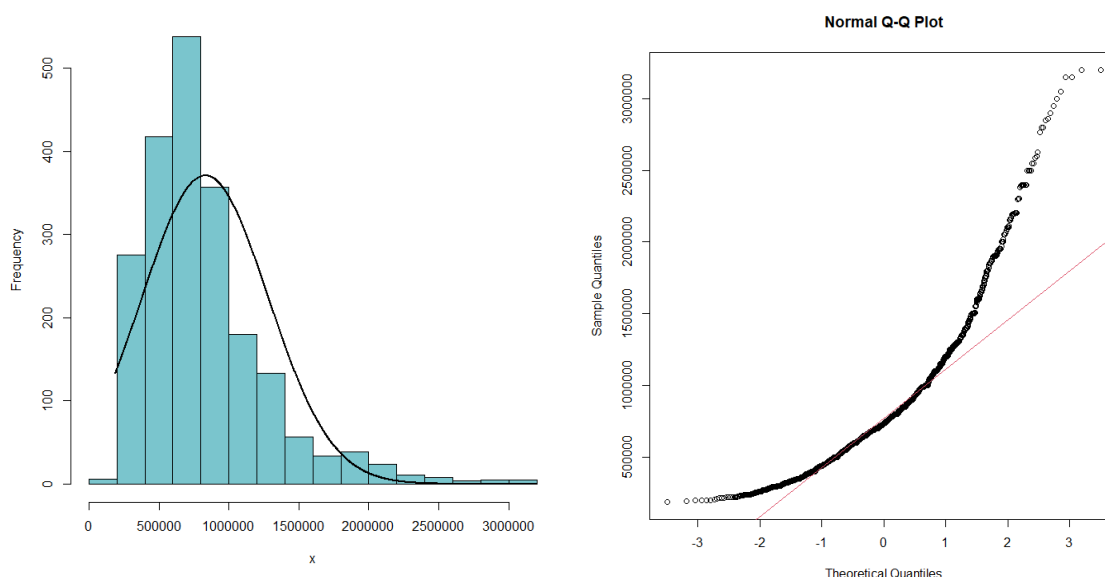 Frequency
500
400
300
200
100
0
0 500000 1000000 1500000 2000000 2500000 3000000
x
Normal Q-Q Plot
Sample Quantiles
3000000
2500000
2000000
1500000
1000000
500000
-3 -2 -1 0 1 2 3
Theoretical Quantiles